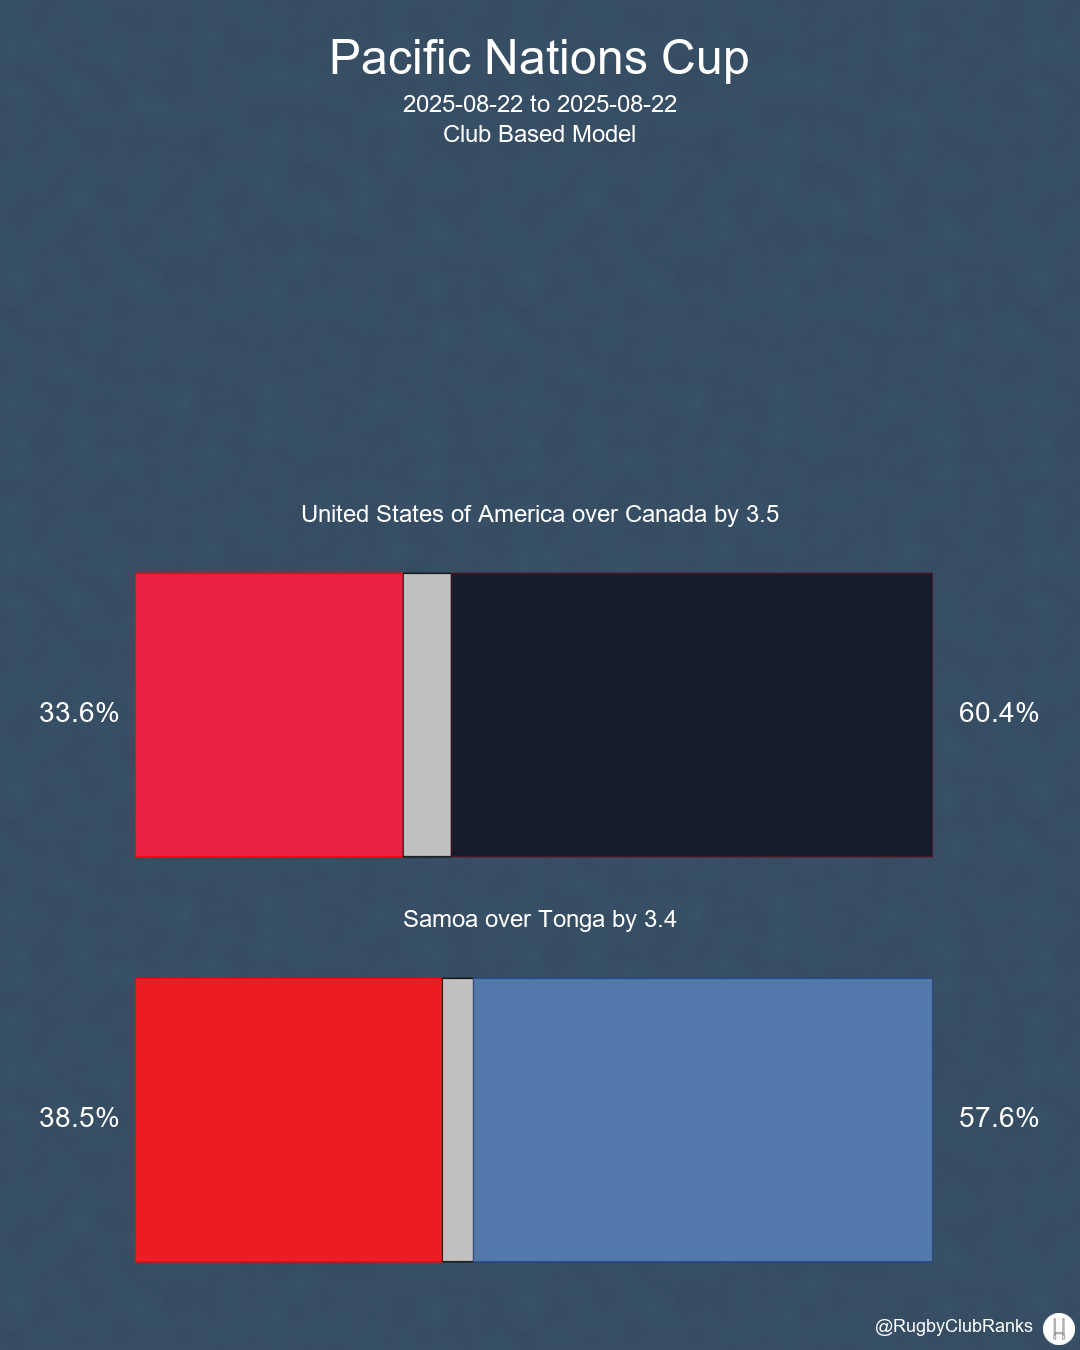 Pacific Nations Cup
2025-08-22 to 2025-08-22
Club Based Model
United States of America over Canada by 3.5
33.6%
60.4%
Samoa over Tonga by 3.4
38.5%
57.6%
@RugbyClubRanks